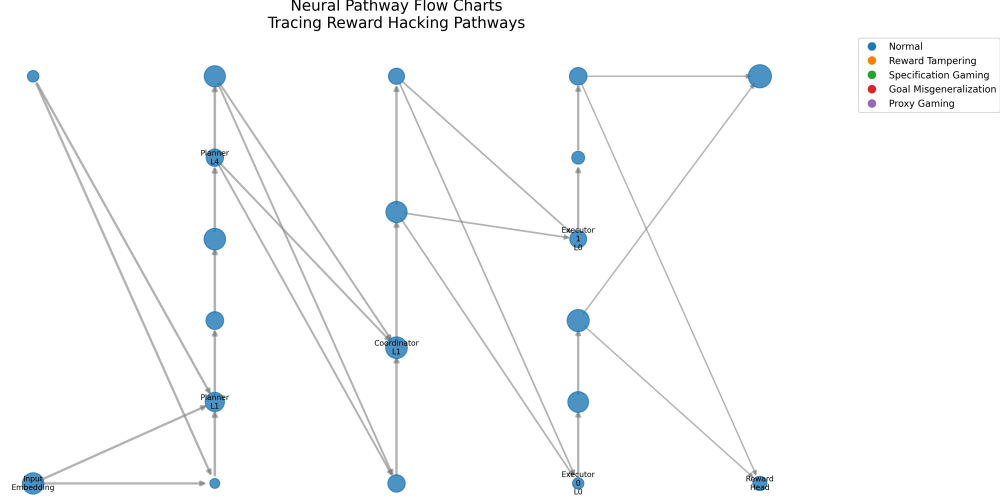 Neural Pathway Flow Charts
Tracing Reward Hacking Pathways
Normal
Reward Tampering
Specification Gaming
Goal Misgeneralization
Proxy Gaming
Planner
L4
Executor
1
L0
Coordinator
L1
Planner
L1
Input
Embedding
Executor
0
L0
Reward
Head